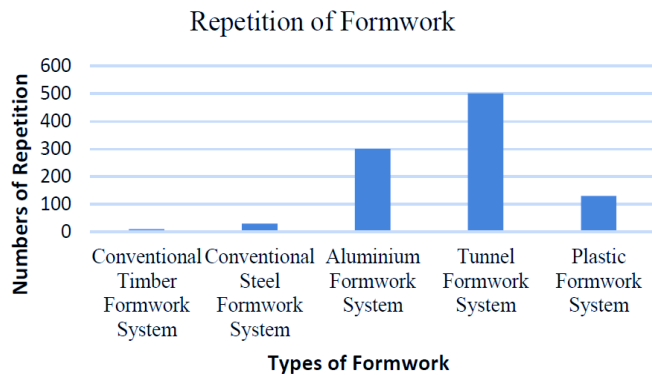 Repetition of Formwork
600
500
400
300
200
100
0
Numbers of Repetition
Conventional
Timber
Formwork
System
Conventional
Steel
Formwork
System
Aluminium
Formwork
System
Tunnel
Formwork
System
Plastic
Formwork
System
Types of Formwork